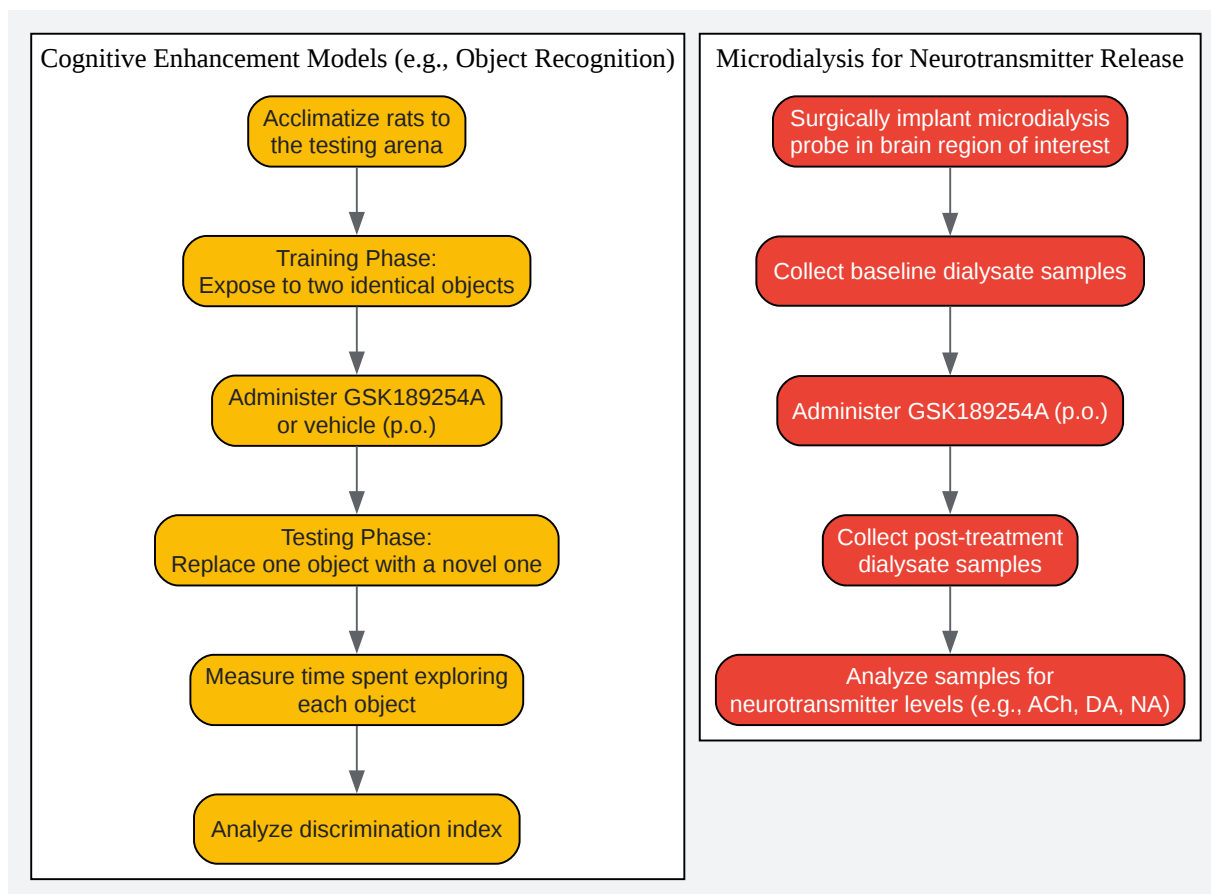 Cognitive Enhancement Models (e.g., Object Recognition)
Acclimatize rats to
the testing arena
Training Phase:
Expose to two identical objects
Administer GSK189254A
or vehicle (p.o.)
Testing Phase:
Replace one object with a novel one
Measure time spent exploring
each object
Analyze discrimination index
Microdialysis for Neurotransmitter Release
Surgically implant microdialysis
probe in brain region of interest
Collect baseline dialysate samples
Administer GSK189254A (p.o.)
Collect post-treatment
dialysate samples
Analyze samples for
neurotransmitter levels (e.g., ACh, DA, NA)